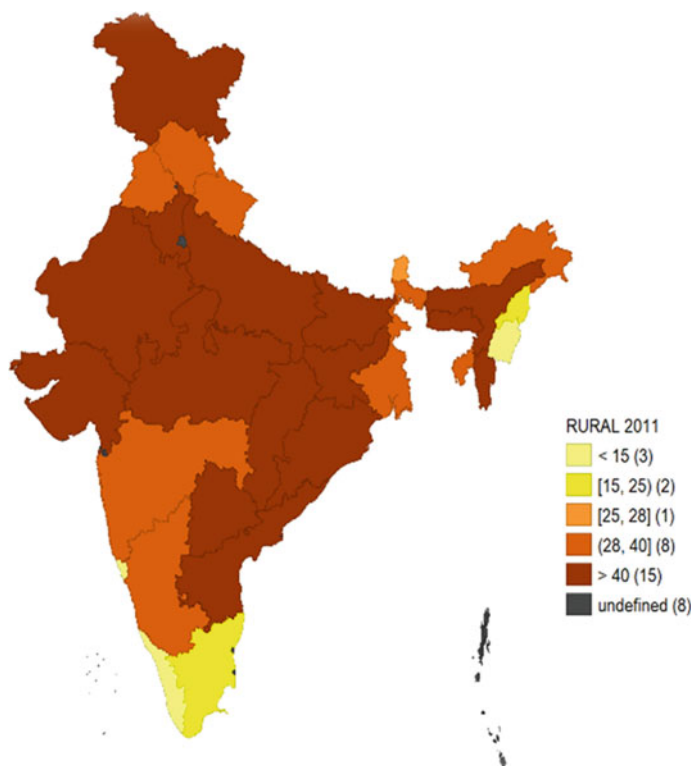 RURAL 2011
< 15 (3)
[15, 25) (2)
[25, 28] (1)
(28, 40] (8)
> 40 (15)
undefined (8)